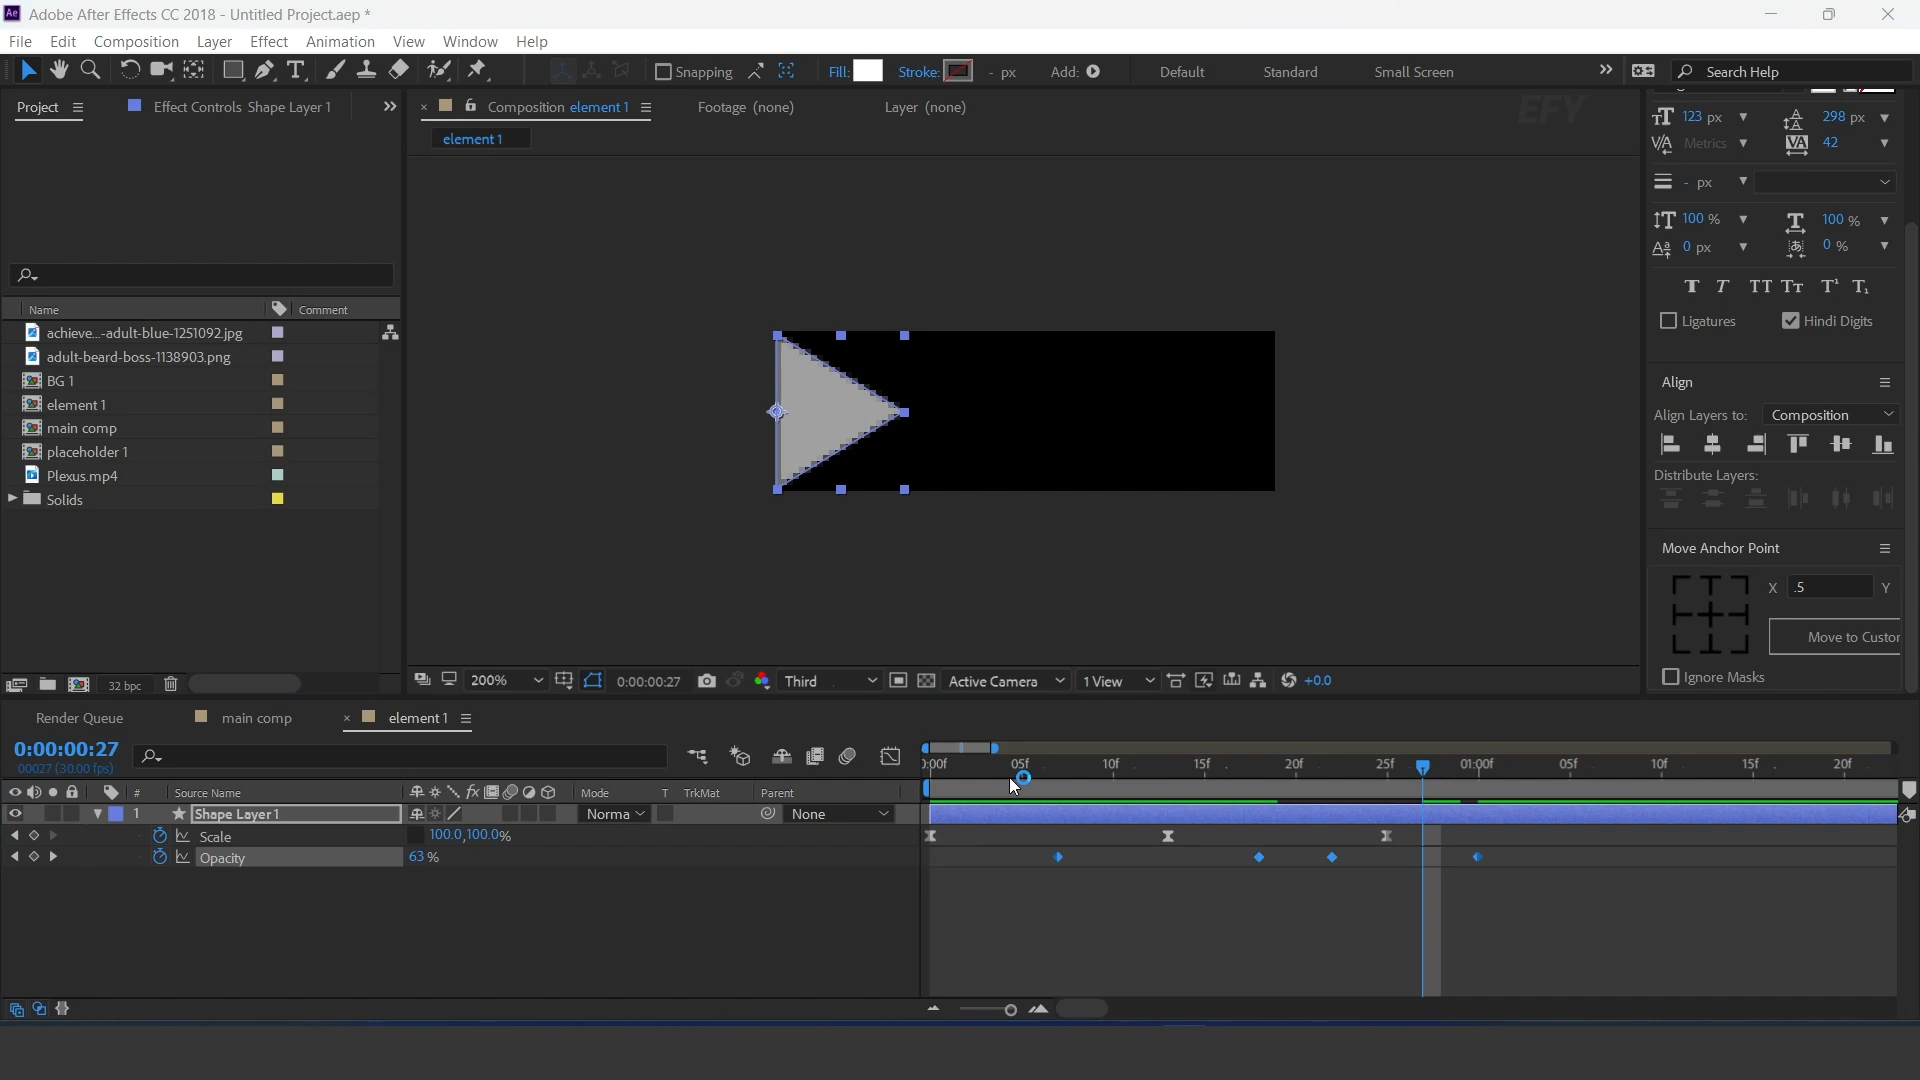 Ae Adobe After Effects CC 2018 - Untitled Project.aep *
File Edit Composition Layer Effect Animation View Window Help
Snapping Fill: Stroke: - px Add: Default Standard Small Screen Search Help
Project Effect Controls Shape Layer 1 Composition element 1 Footage (none) Layer (none)
EFY
element 1
123 px 298 px
Metrics 42
- px
100 % 100 %
0 px 0 %
T T TT Tt T¹ T₁
Ligatures Hindi Digits
Name Comment
achieve...-adult-blue-1251092.jpg
adult-beard-boss-1138903.png
BG 1
element 1
main comp
placeholder 1
Plexus.mp4
Solids
Align
Align Layers to: Composition
Distribute Layers:
Move Anchor Point
X .5 Y
Move to Custor
Ignore Masks
32 bpc
200% 0:00:00:27 Third Active Camera 1 View +0.0
Render Queue main comp element 1
0:00:00:27
00027 (30.00 fps)
0:00f 05f 10f 15f 20f 25f 01:00f 05f 10f 15f 20f
# Source Name fx Mode T TrkMat Parent
1 Shape Layer 1 Norma None
Scale 100.0,100.0%
Opacity 63 %